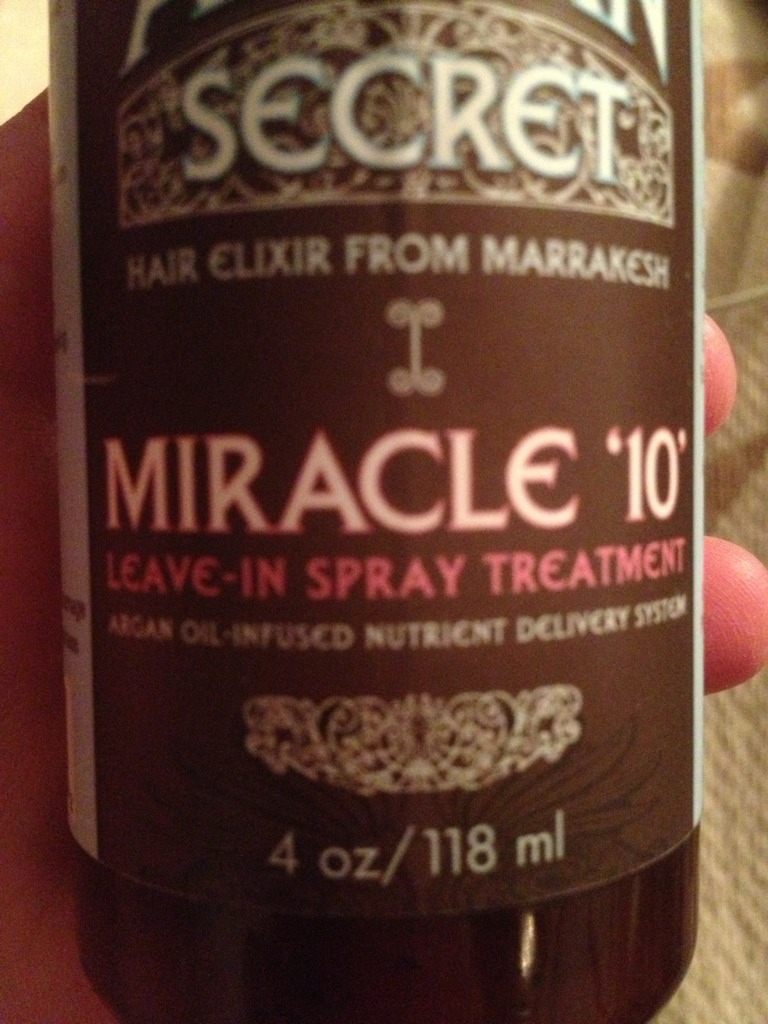 SECRET
HAIR ELIXIR FROM MARRAKESH
MIRACLE '10'
LEAVE-IN SPRAY TREATMENT
ARGAN OIL-INFUSED NUTRIENT DELIVERY SYSTEM
4 oz/118 ml